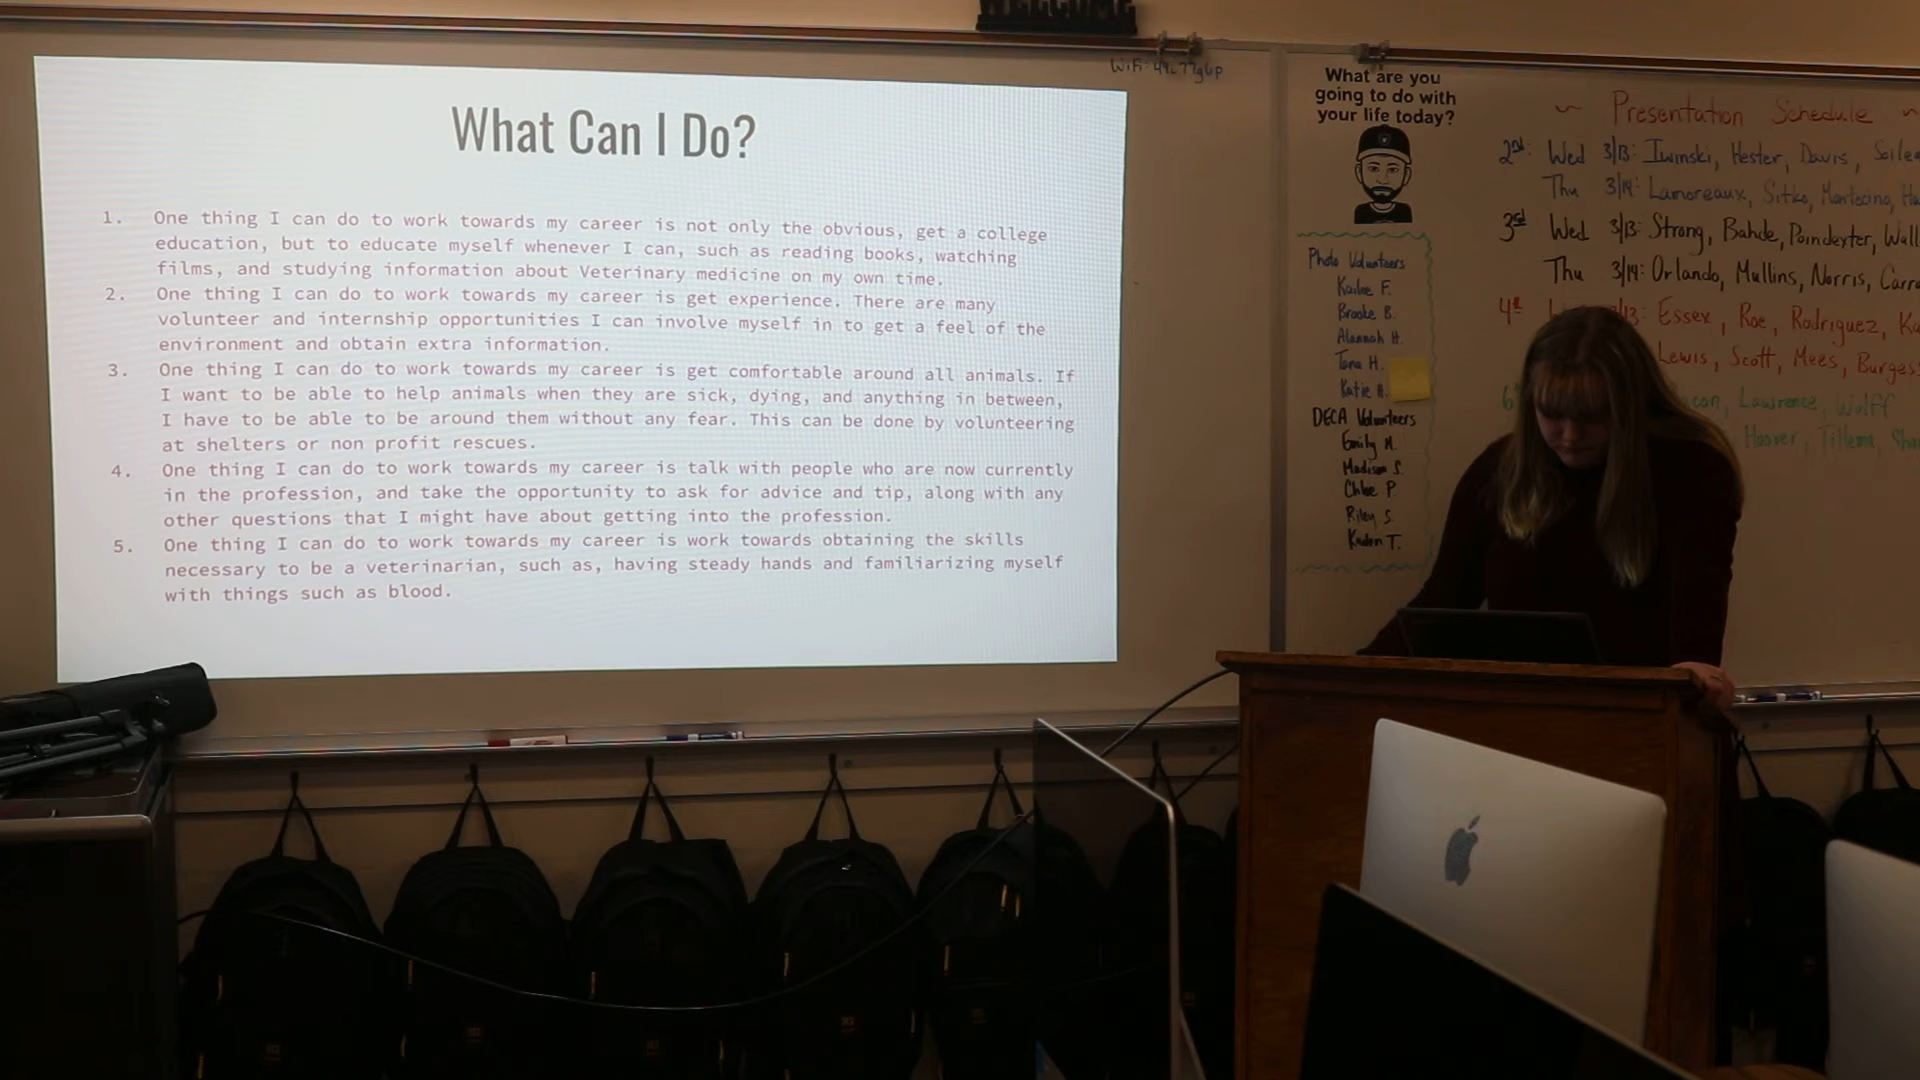 What Can I Do?
1. One thing I can do to work towards my career is not only the obvious, get a college
education, but to educate myself whenever I can, such as reading books, watching
films, and studying information about Veterinary medicine on my own time.
2. One thing I can do to work towards my career is get experience. There are many
volunteer and internship opportunities I can involve myself in to get a feel of the
environment and obtain extra information.
3. One thing I can do to work towards my career is get comfortable around all animals. If
I want to be able to help animals when they are sick, dying, and anything in between,
I have to be able to be around them without any fear. This can be done by volunteering
at shelters or non profit rescues.
4. One thing I can do to work towards my career is talk with people who are now currently
in the profession, and take the opportunity to ask for advice and tip, along with any
other questions that I might have about getting into the profession.
5. One thing I can do to work towards my career is work towards obtaining the skills
necessary to be a veterinarian, such as, having steady hands and familiarizing myself
with things such as blood.
WiFi:
What are you
going to do with
your life today?
Photo Volunteers
Kailee F.
Brooke B.
Alannah H.
Tana H.
Katie H.
DECA Volunteers
Emily M.
Madison S.
Chloe P.
Riley S.
Kaden T.
~ Presentation Schedule ~
2nd: Wed 3/13: Iwinski, Hester, Davis,
Thu 3/14: Lamoreaux, Sitko,
3rd Wed 3/13: Strong, Bahde, Poindexter, Wall
Thu 3/14: Orlando, Mullins, Norris, Carr
4th /13: Essex, Roe, Rodriguez,
Lewis, Scott, Mees, Burgess
Lawrence, Wolff
Hoover, Tillema,